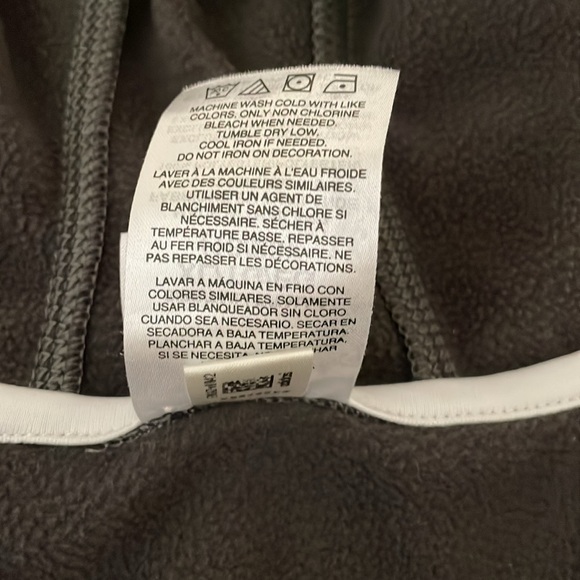 MACHINE WASH COLD WITH LIKE
COLORS, ONLY NON CHLORINE
BLEACH WHEN NEEDED.
TUMBLE DRY LOW.
COOL IRON IF NEEDED.
DO NOT IRON ON DECORATION.
LAVER À LA MACHINE À L'EAU FROIDE
AVEC DES COULEURS SIMILAIRES.
UTILISER UN AGENT DE
BLANCHIMENT SANS CHLORE SI
NÉCESSAIRE. SÉCHER À
TEMPÉRATURE BASSE. REPASSER
AU FER FROID SI NÉCESSAIRE. NE
PAS REPASSER LES DÉCORATIONS.
LAVAR A MÁQUINA EN FRIO CON
COLORES SIMILARES. SOLAMENTE
USAR BLANQUEADOR SIN CLORO
CUANDO SEA NECESARIO. SECAR EN
SECADORA A BAJA TEMPERATURA.
PLANCHAR A BAJA TEMPERATURA,
SI SE NECESITA.